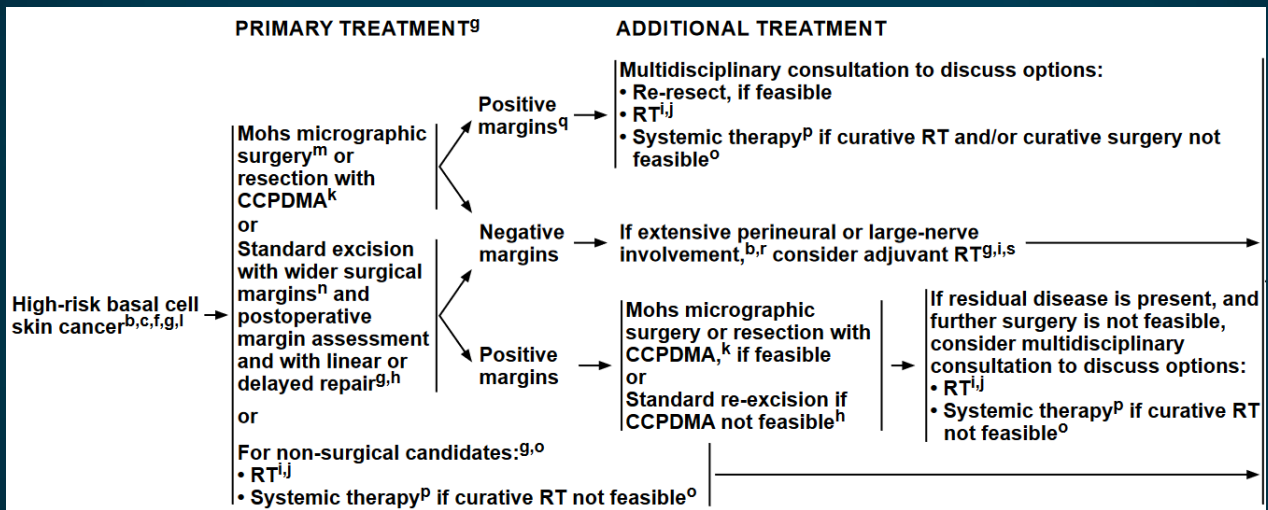 PRIMARY TREATMENTg
ADDITIONAL TREATMENT
High-risk basal cell
skin cancerb,c,f,g,l
Mohs micrographic
surgerym or
resection with
CCPDMAk
or
Standard excision
with wider surgical
marginsn and
postoperative
margin assessment
and with linear or
delayed repairg,h
or
For non-surgical candidates:g,o
• RTi,j
• Systemic therapyp if curative RT not feasibleo
Positive
marginsq
Multidisciplinary consultation to discuss options:
• Re-resect, if feasible
• RTi,j
• Systemic therapyp if curative RT and/or curative surgery not
feasibleo
Negative
margins
If extensive perineural or large-nerve
involvement,b,r consider adjuvant RTg,i,s
Positive
margins
Mohs micrographic
surgery or resection with
CCPDMA,k if feasible
or
Standard re-excision if
CCPDMA not feasibleh
If residual disease is present, and
further surgery is not feasible,
consider multidisciplinary
consultation to discuss options:
• RTi,j
• Systemic therapyp if curative RT
not feasibleo